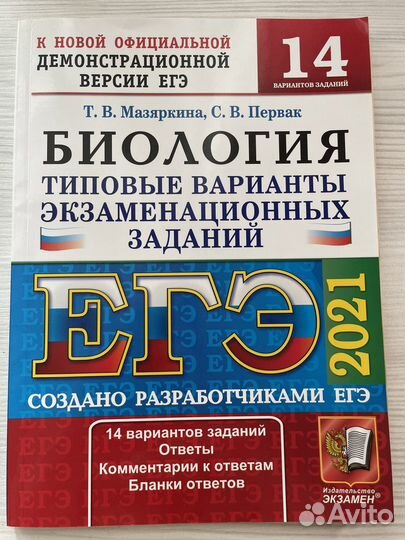 К НОВОЙ ОФИЦИАЛЬНОЙ
ДЕМОНСТРАЦИОННОЙ
ВЕРСИИ ЕГЭ
14
ВАРИАНТОВ ЗАДАНИЙ
Т. В. Мазяркина, С. В. Первак
БИОЛОГИЯ
ТИПОВЫЕ ВАРИАНТЫ
ЭКЗАМЕНАЦИОННЫХ
ЗАДАНИЙ
ЕГЭ
2021
СОЗДАНО РАЗРАБОТЧИКАМИ ЕГЭ
14 вариантов заданий
Ответы
Комментарии к ответам
Бланки ответов
Издательство
ЭКЗАМЕН
Avito